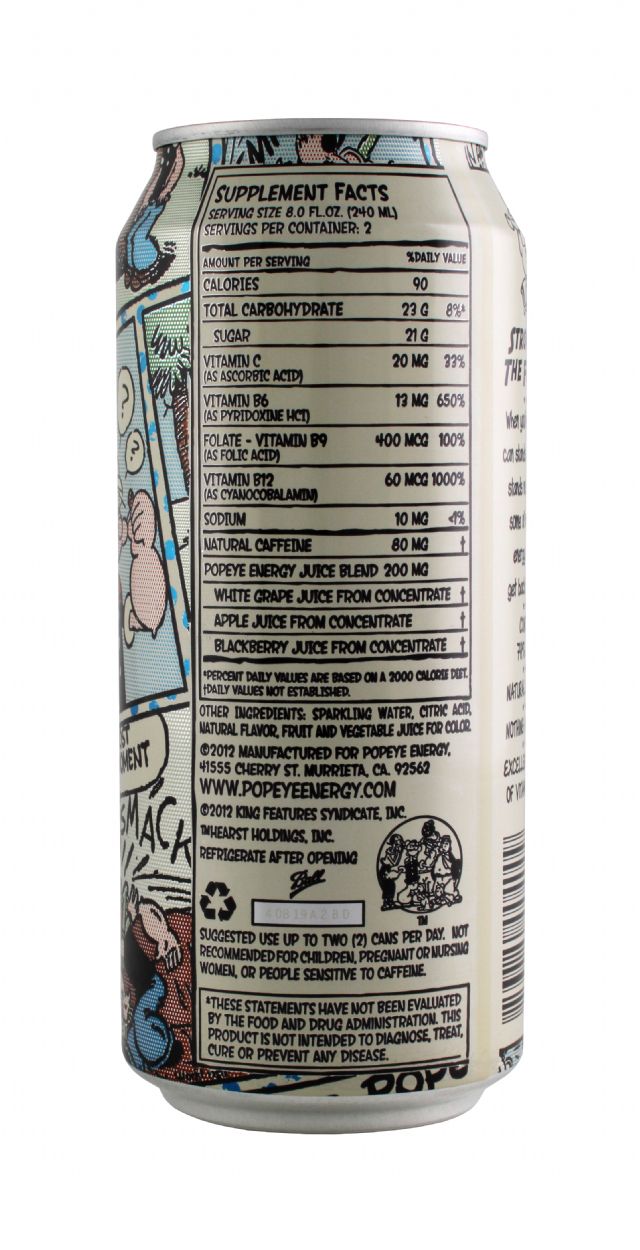 SUPPLEMENT FACTS
SERVING SIZE 8.0 FL.OZ. (240 ML)
SERVINGS PER CONTAINER: 2
AMOUNT PER SERVING %DAILY VALUE
CALORIES 90
TOTAL CARBOHYDRATE 23 G 8%*
SUGAR 21 G
VITAMIN C 20 MG 33%
(AS ASCORBIC ACID)
VITAMIN B6 13 MG 650%
(AS PYRIDOXINE HCI)
FOLATE - VITAMIN B9 400 MCG 100%
(AS FOLIC ACID)
VITAMIN B12 60 MCG 1000%
(AS CYANOCOBALAMIN)
SODIUM 10 MG <1%
NATURAL CAFFEINE 80 MG †
POPEYE ENERGY JUICE BLEND 200 MG
WHITE GRAPE JUICE FROM CONCENTRATE †
APPLE JUICE FROM CONCENTRATE †
BLACKBERRY JUICE FROM CONCENTRATE †
*PERCENT DAILY VALUES ARE BASED ON A 2000 CALORIE DIET.
†DAILY VALUES NOT ESTABLISHED.
OTHER INGREDIENTS: SPARKLING WATER, CITRIC ACID,
NATURAL FLAVOR, FRUIT AND VEGETABLE JUICE FOR COLOR.
©2012 MANUFACTURED FOR POPEYE ENERGY,
41555 CHERRY ST. MURRIETA, CA. 92562
WWW.POPEYEENERGY.COM
©2012 KING FEATURES SYNDICATE, INC.
™HEARST HOLDINGS, INC.
REFRIGERATE AFTER OPENING
Ball
TM
SUGGESTED USE UP TO TWO (2) CANS PER DAY. NOT
RECOMMENDED FOR CHILDREN, PREGNANT OR NURSING
WOMEN, OR PEOPLE SENSITIVE TO CAFFEINE.
*THESE STATEMENTS HAVE NOT BEEN EVALUATED
BY THE FOOD AND DRUG ADMINISTRATION. THIS
PRODUCT IS NOT INTENDED TO DIAGNOSE, TREAT,
CURE OR PREVENT ANY DISEASE.
?
?
SMACK
THE
When
can
OF